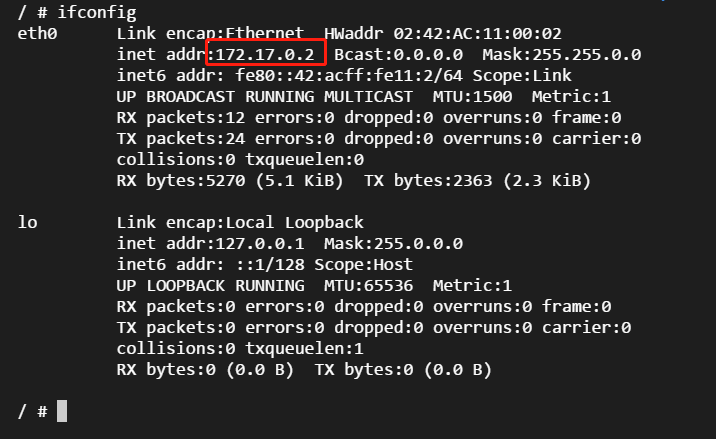 / # ifconfig
eth0      Link encap:Ethernet  HWaddr 02:42:AC:11:00:02
          inet addr:172.17.0.2  Bcast:0.0.0.0  Mask:255.255.0.0
          inet6 addr: fe80::42:acff:fe11:2/64 Scope:Link
          UP BROADCAST RUNNING MULTICAST  MTU:1500  Metric:1
          RX packets:12 errors:0 dropped:0 overruns:0 frame:0
          TX packets:24 errors:0 dropped:0 overruns:0 carrier:0
          collisions:0 txqueuelen:0
          RX bytes:5270 (5.1 KiB)  TX bytes:2363 (2.3 KiB)

lo        Link encap:Local Loopback
          inet addr:127.0.0.1  Mask:255.0.0.0
          inet6 addr: ::1/128 Scope:Host
          UP LOOPBACK RUNNING  MTU:65536  Metric:1
          RX packets:0 errors:0 dropped:0 overruns:0 frame:0
          TX packets:0 errors:0 dropped:0 overruns:0 carrier:0
          collisions:0 txqueuelen:1
          RX bytes:0 (0.0 B)  TX bytes:0 (0.0 B)

/ #